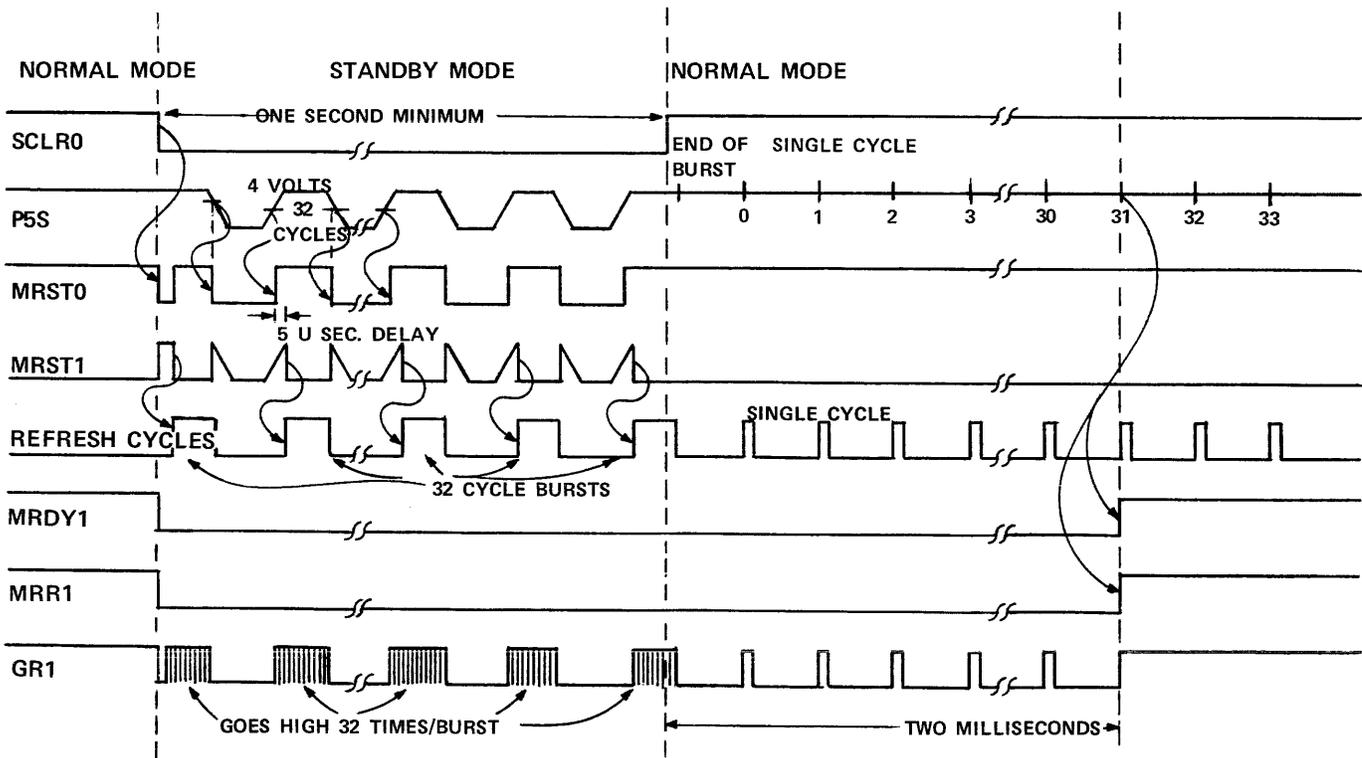 NORMAL MODE STANDBY MODE NORMAL MODE
ONE SECOND MINIMUM
SCLR0
END OF SINGLE CYCLE
BURST
4 VOLTS
P5S
32
CYCLES
0 1 2 3 30 31 32 33
MRST0
5 U SEC. DELAY
MRST1
SINGLE CYCLE
REFRESH CYCLES
32 CYCLE BURSTS
MRDY1
MRR1
GR1
GOES HIGH 32 TIMES/BURST
TWO MILLISECONDS